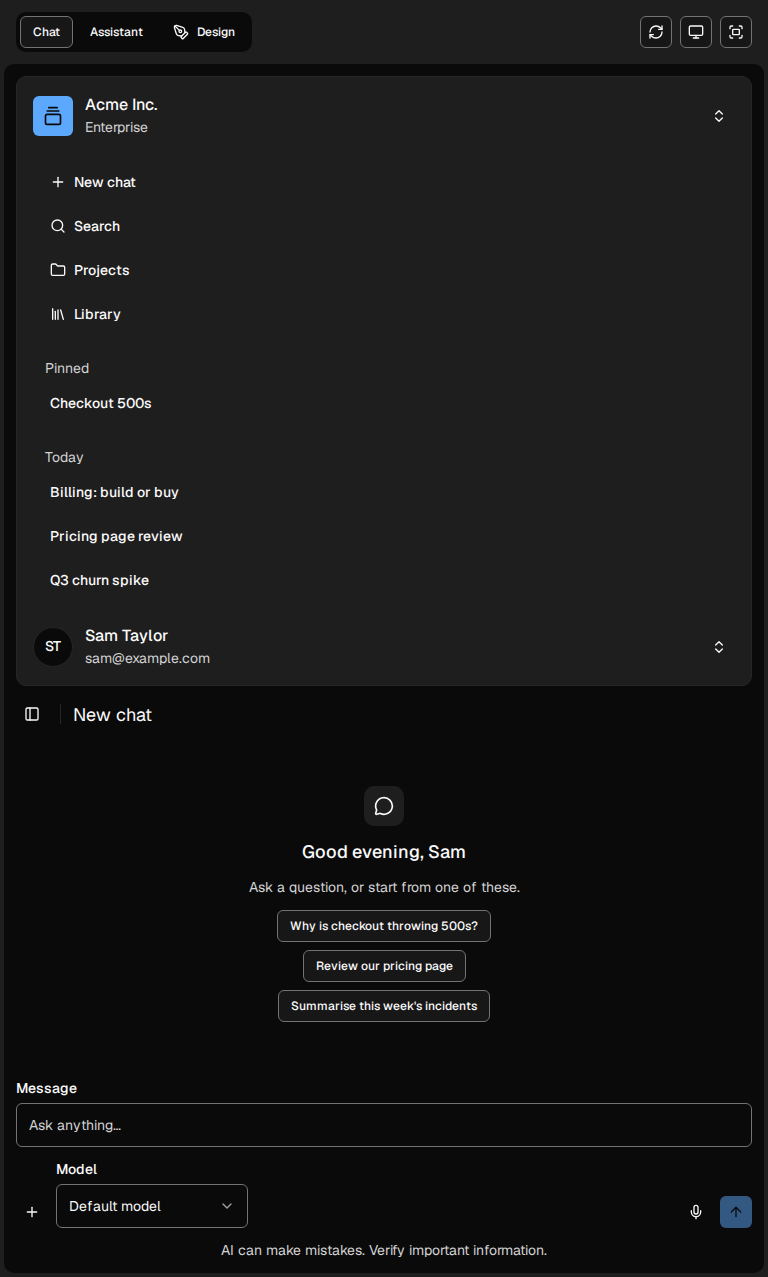 Chat
Assistant
Design
Acme Inc.
Enterprise
New chat
Search
Projects
Library
Pinned
Checkout 500s
Today
Billing: build or buy
Pricing page review
Q3 churn spike
ST
Sam Taylor
sam@example.com
New chat
Good evening, Sam
Ask a question, or start from one of these.
Why is checkout throwing 500s?
Review our pricing page
Summarise this week's incidents
Message
Ask anything...
Model
Default model
AI can make mistakes. Verify important information.